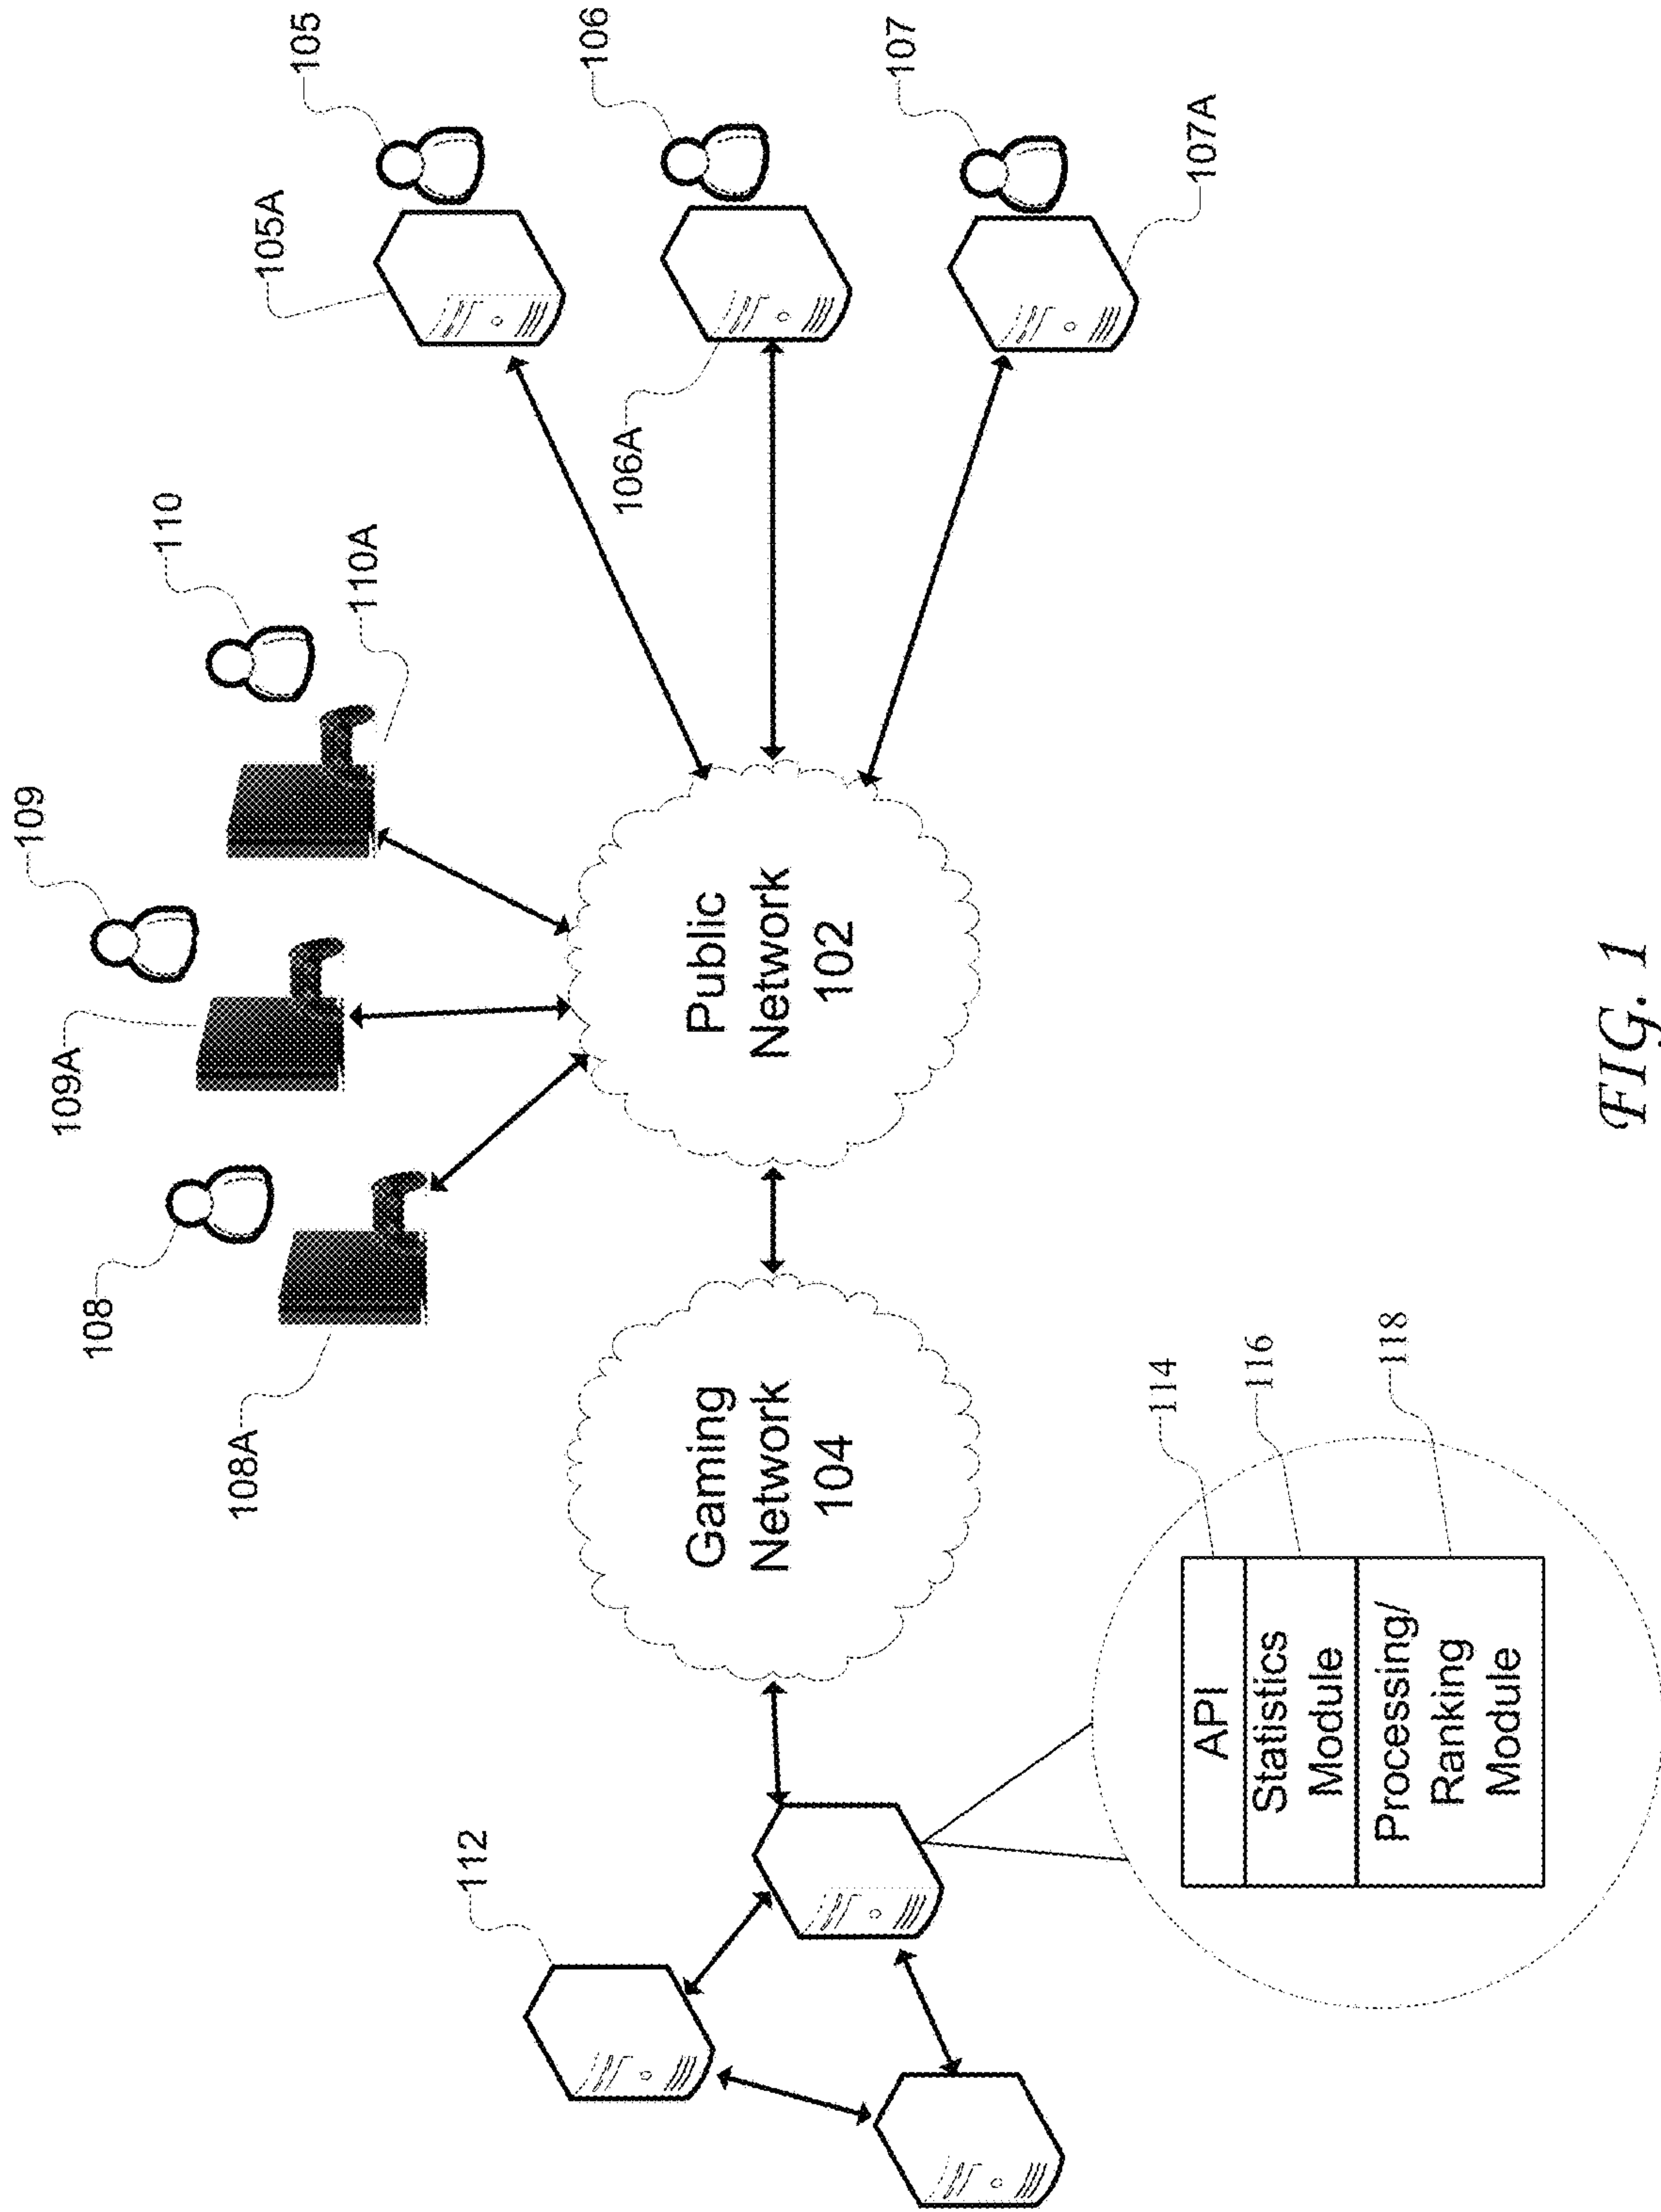 109
109A
108
110
108A
105A
105
110A
112
106
106A
Gaming
Network
104
Public
Network
102
107
107A
API
114
Statistics
Module
116
Processing/
Ranking
Module
118
FIG. 1